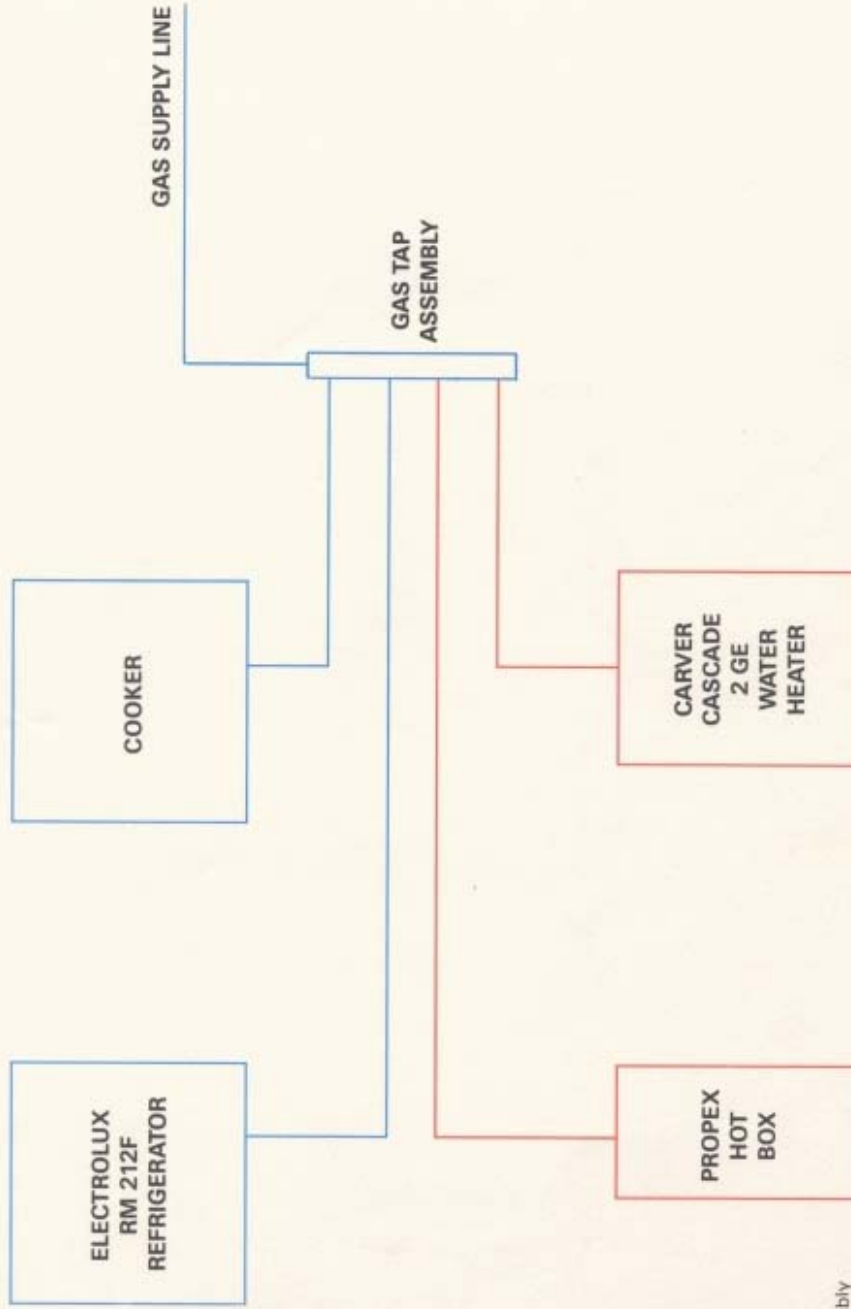 GAS SUPPLY LINE
GAS TAP
ASSEMBLY
COOKER
ELECTROLUX
RM 212F
REFRIGERATOR
CARVER
CASCADE
2 GE
WATER
HEATER
PROPEX
HOT
BOX
bly